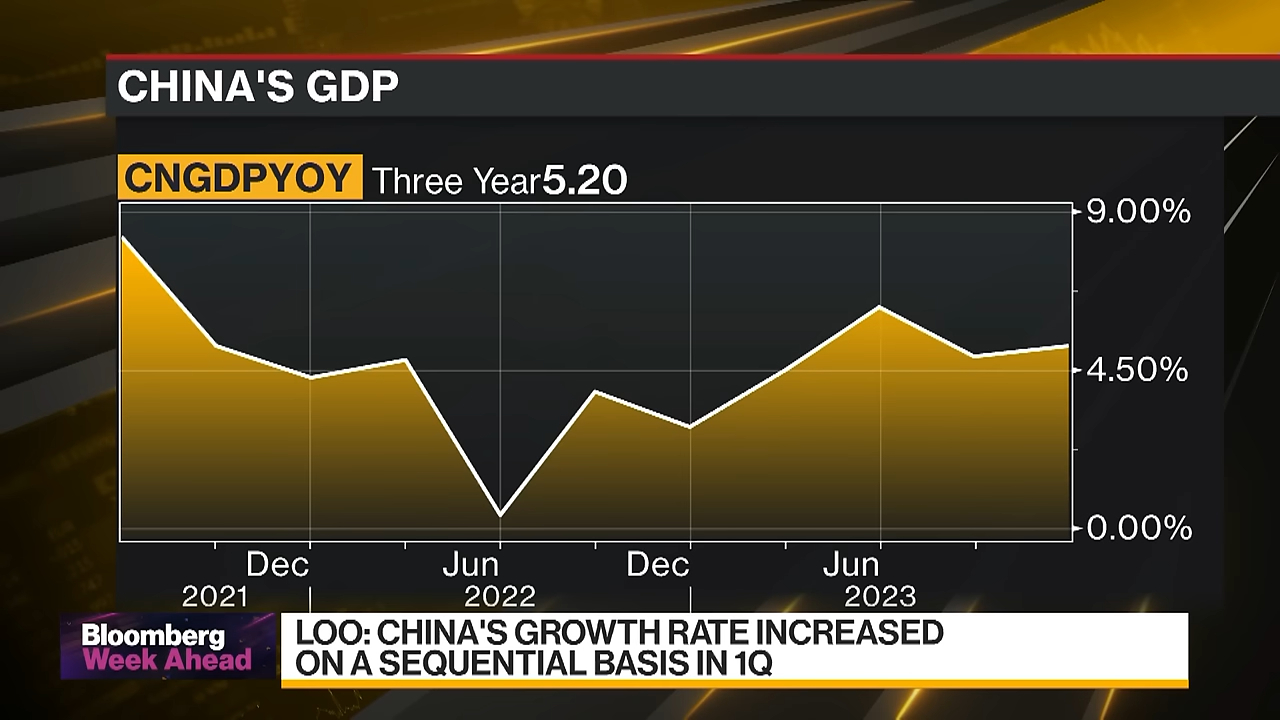 CHINA'S GDP
CNGDPYOY Three Year5.20
9.00%
4.50%
0.00%
Dec Jun Dec Jun
2021 2022 2023
Bloomberg
Week Ahead
LOO: CHINA'S GROWTH RATE INCREASED
ON A SEQUENTIAL BASIS IN 1Q